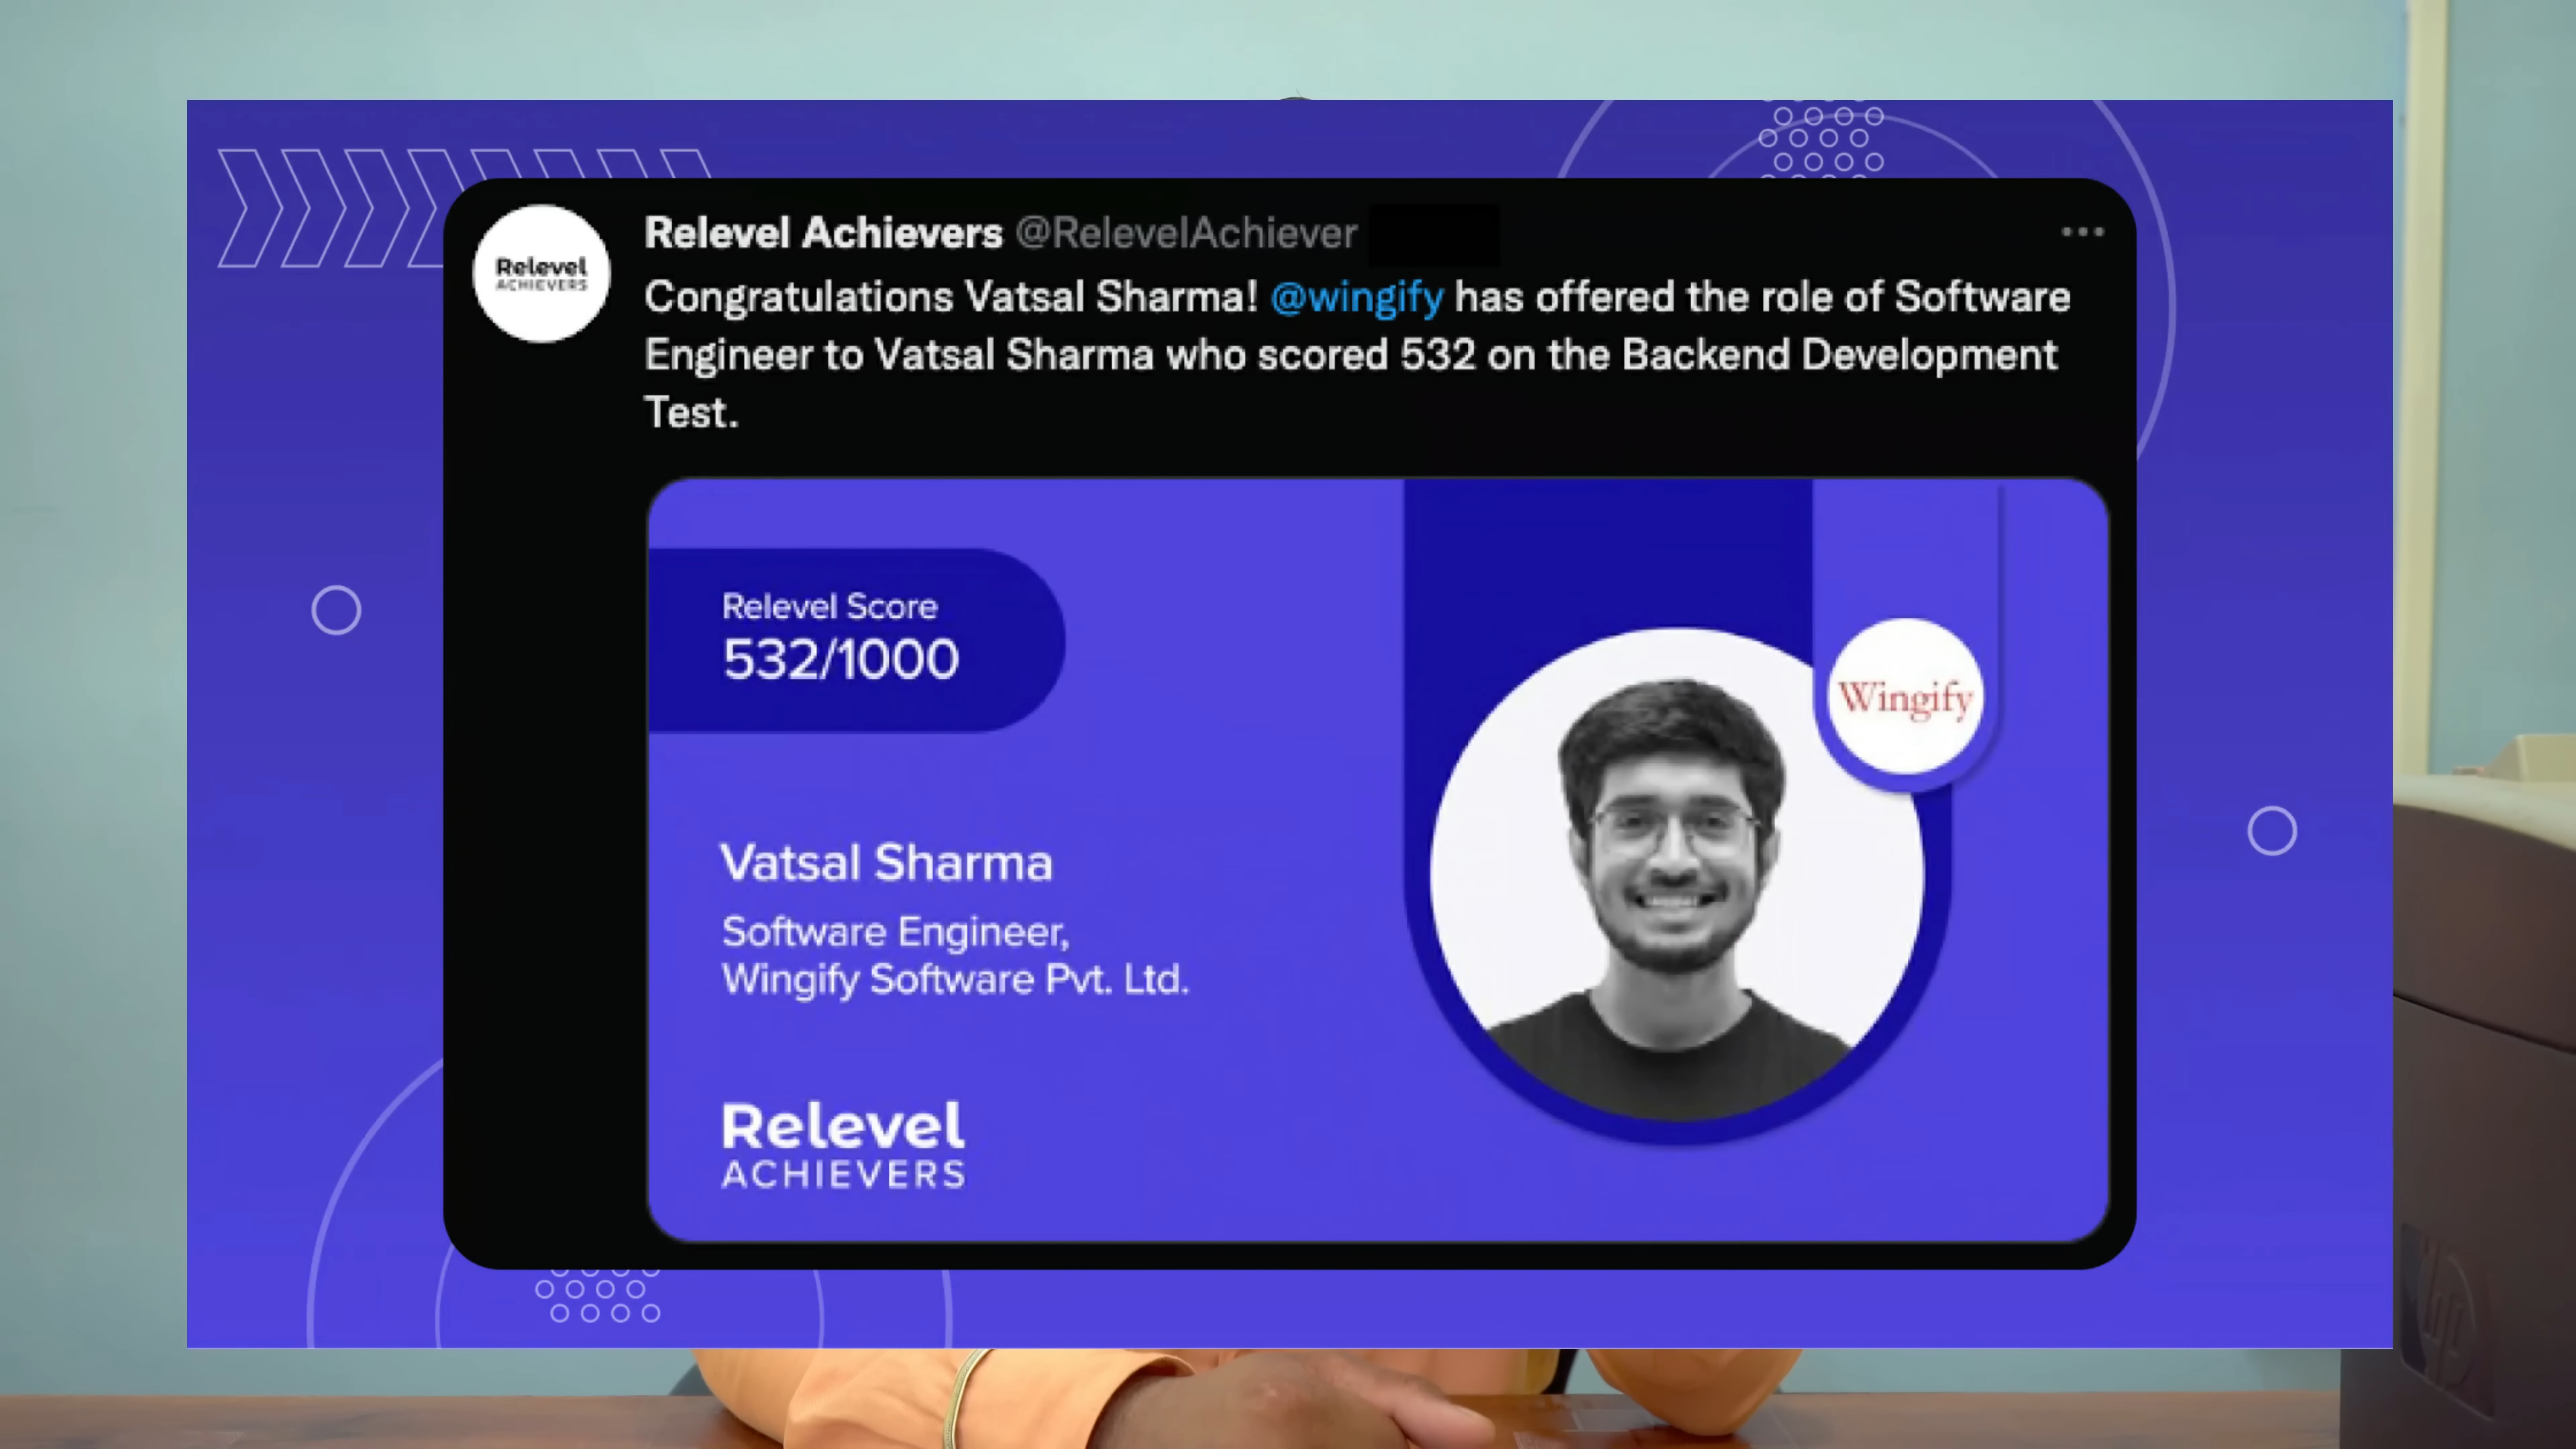 Relevel
ACHIEVERS
Relevel Achievers @RelevelAchiever
Congratulations Vatsal Sharma! @wingify has offered the role of Software
Engineer to Vatsal Sharma who scored 532 on the Backend Development
Test.
Relevel Score
532/1000
Wingify
Vatsal Sharma
Software Engineer,
Wingify Software Pvt. Ltd.
Relevel
ACHIEVERS
hp